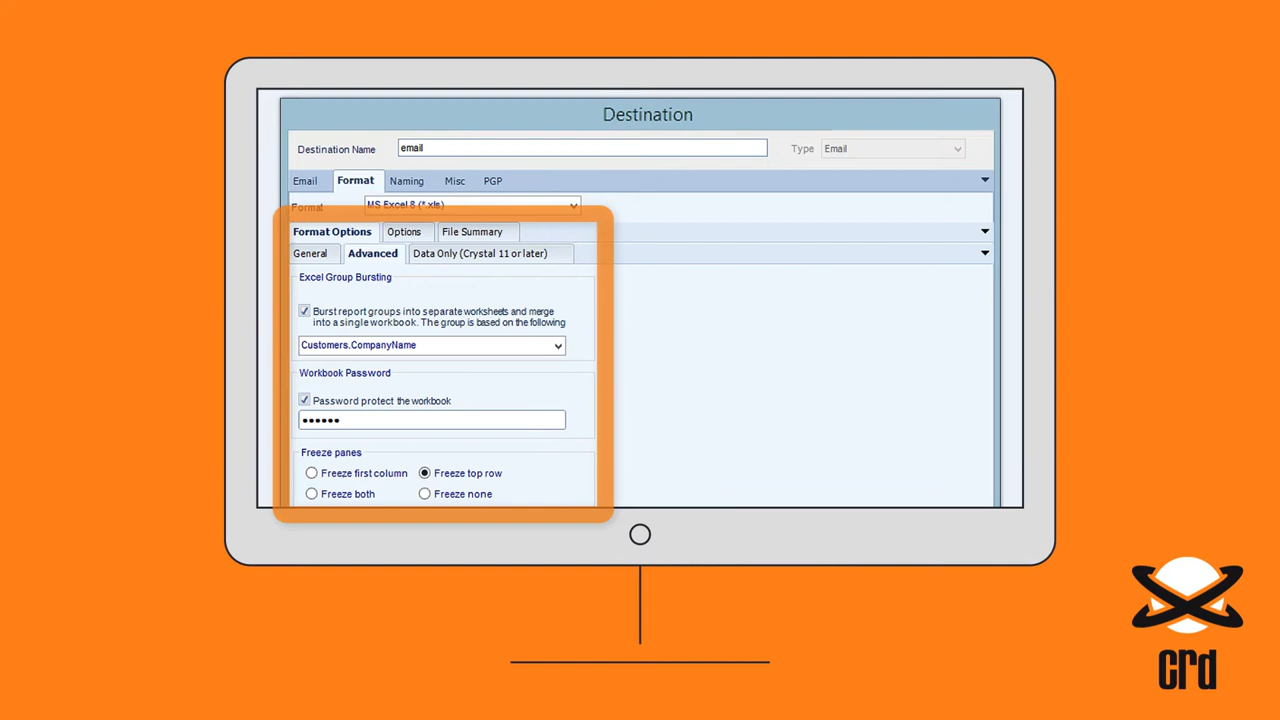 Destination
Destination Name email Type Email
Email Format Naming Misc PGP
Format MS Excel 8 (*.xls)
Format Options Options File Summary
General Advanced Data Only (Crystal 11 or later)
Excel Group Bursting
Burst report groups into separate worksheets and merge
into a single workbook. The group is based on the following
Customers.CompanyName
Workbook Password
Password protect the workbook
••••••
Freeze panes
Freeze first column Freeze top row
Freeze both Freeze none
crd